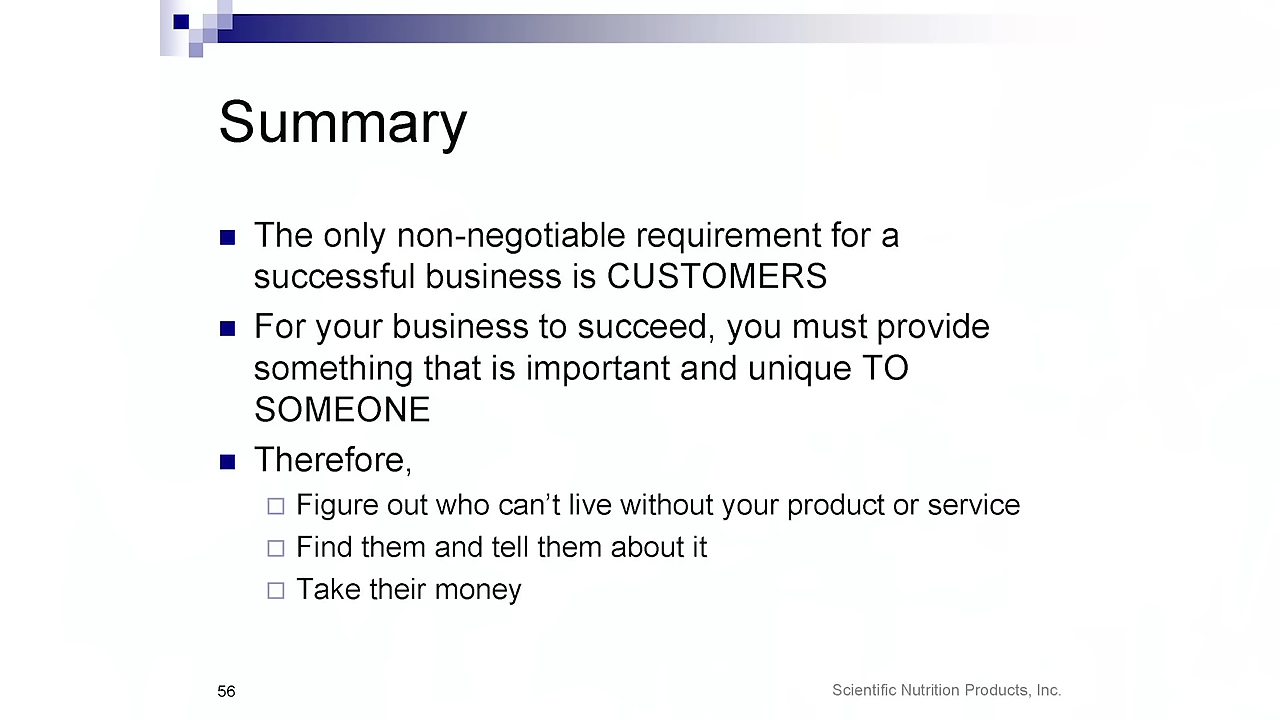 Summary
The only non-negotiable requirement for a
successful business is CUSTOMERS
For your business to succeed, you must provide
something that is important and unique TO
SOMEONE
Therefore,
Figure out who can’t live without your product or service
Find them and tell them about it
Take their money
56
Scientific Nutrition Products, Inc.